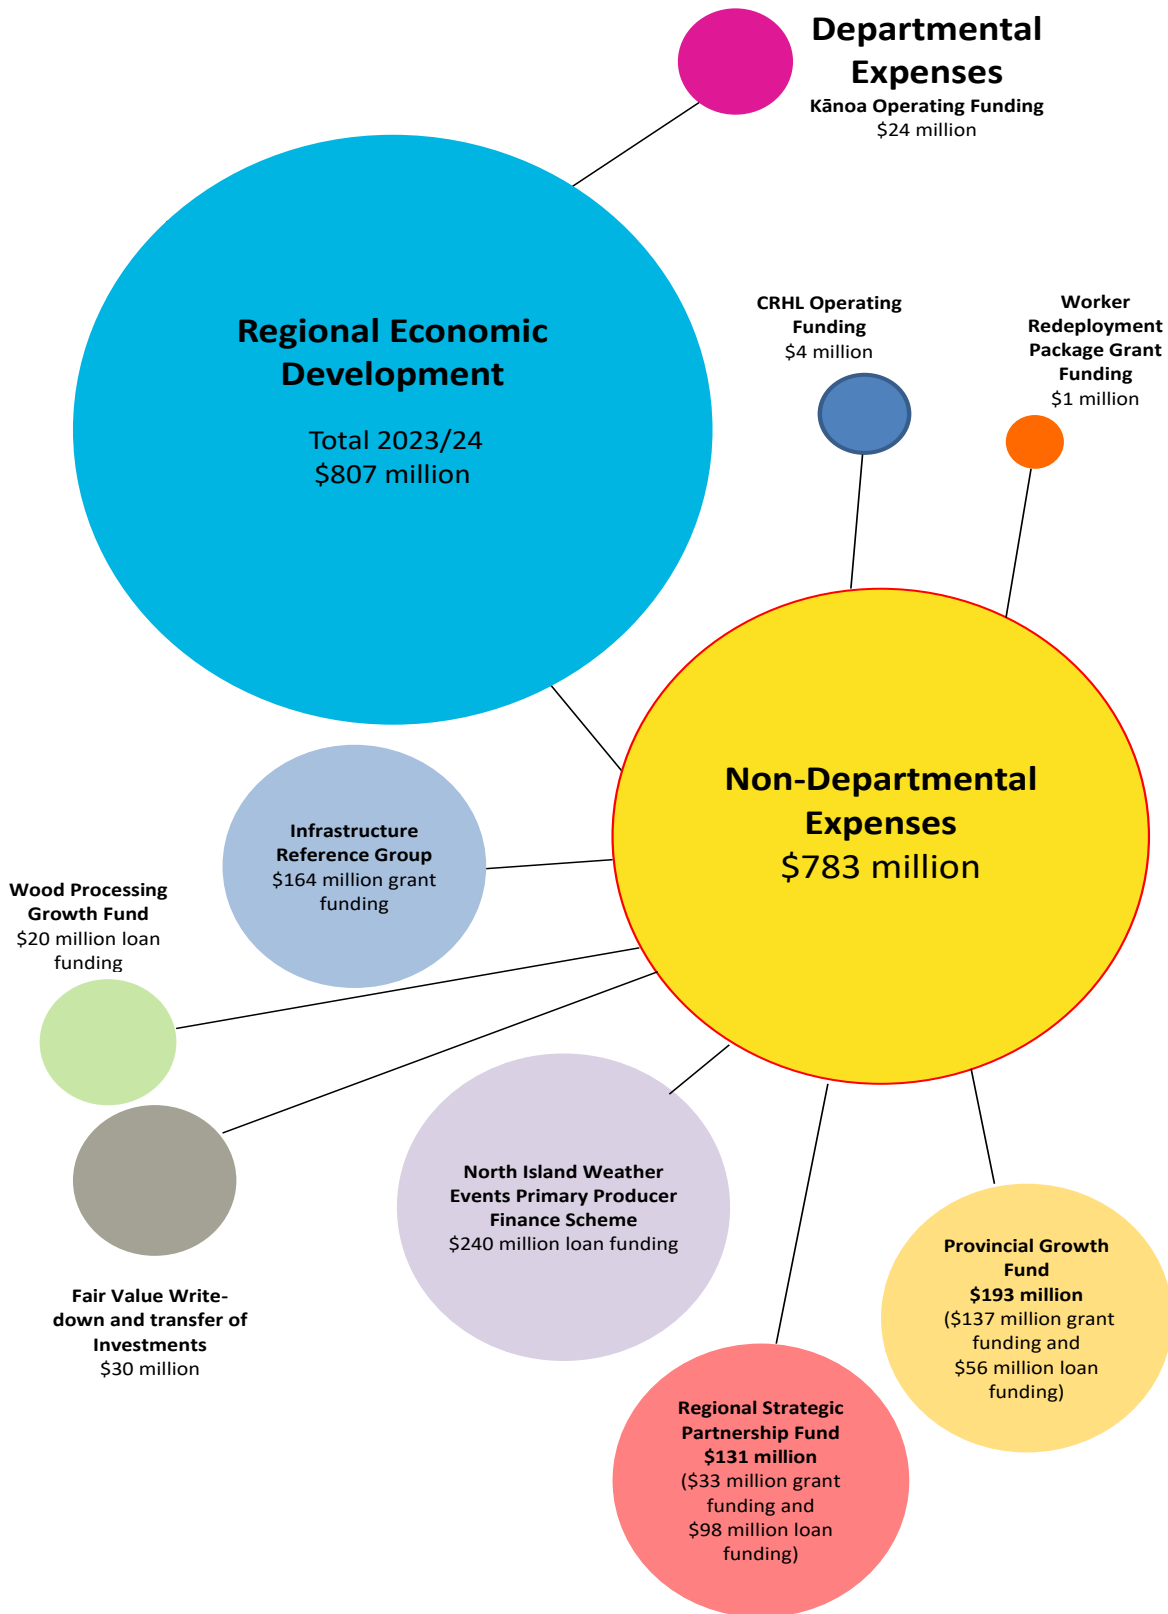 Departmental
Expenses
Kānoa Operating Funding
$24 million
Regional Economic
Development
Total 2023/24
$807 million
CRHL Operating
Funding
$4 million
Worker
Redeployment
Package Grant
Funding
$1 million
Non-Departmental
Expenses
$783 million
Infrastructure
Reference Group
$164 million grant
funding
Wood Processing
Growth Fund
$20 million loan
funding
Fair Value Write-
down and transfer of
Investments
$30 million
North Island Weather
Events Primary Producer
Finance Scheme
$240 million loan funding
Provincial Growth
Fund
$193 million
($137 million grant
funding and
$56 million loan
funding)
Regional Strategic
Partnership Fund
$131 million
($33 million grant
funding and
$98 million loan
funding)